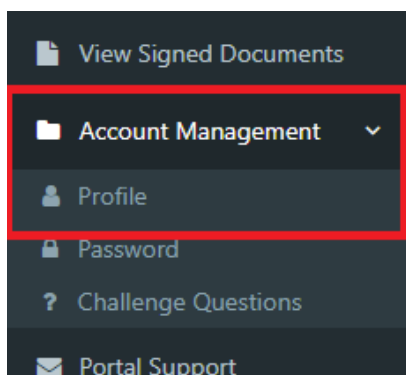 View Signed Documents
Account Management
Profile
Password
Challenge Questions
Portal Support